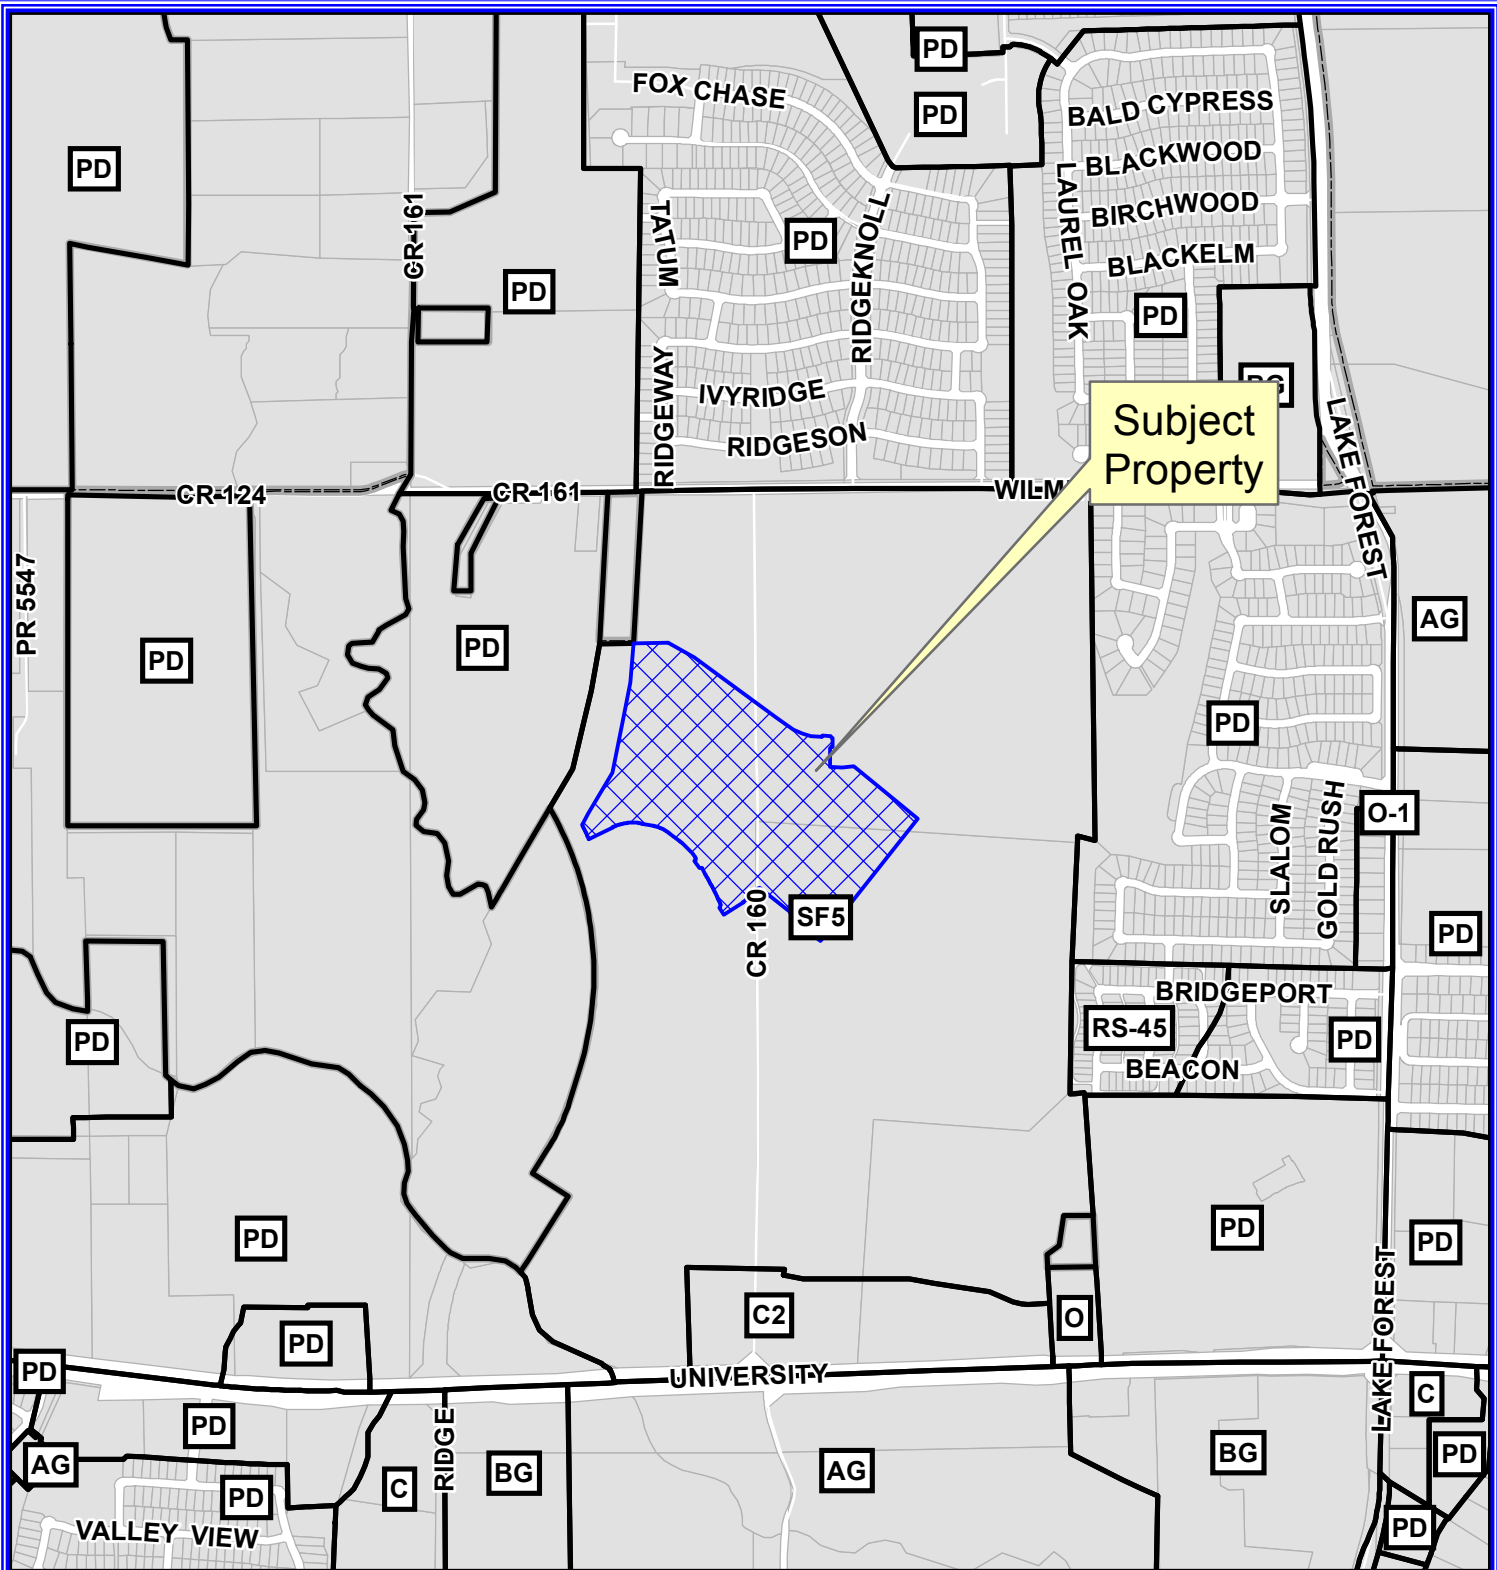 PD
FOX CHASE
PD
BALD CYPRESS
BLACKWOOD
PD
CR 161
TATUM
PD
RIDGEKNOLL
LAUREL OAK
BIRCHWOOD
BLACKELM
PD
PD
RIDGEWAY
IVYRIDGE
RIDGESON
BG
Subject
Property
LAKE FOREST
CR 124
CR 161
PR 5547
PD
PD
AG
PD
SLALOM
GOLD RUSH
O-1
CR 160
SF5
PD
PD
BRIDGEPORT
RS-45
PD
BEACON
PD
PD
PD
PD
C2
O
LAKE FOREST
PD
UNIVERSITY
PD
AG
PD
VALLEY VIEW
C
RIDGE
BG
AG
BG
C
PD
PD
PD